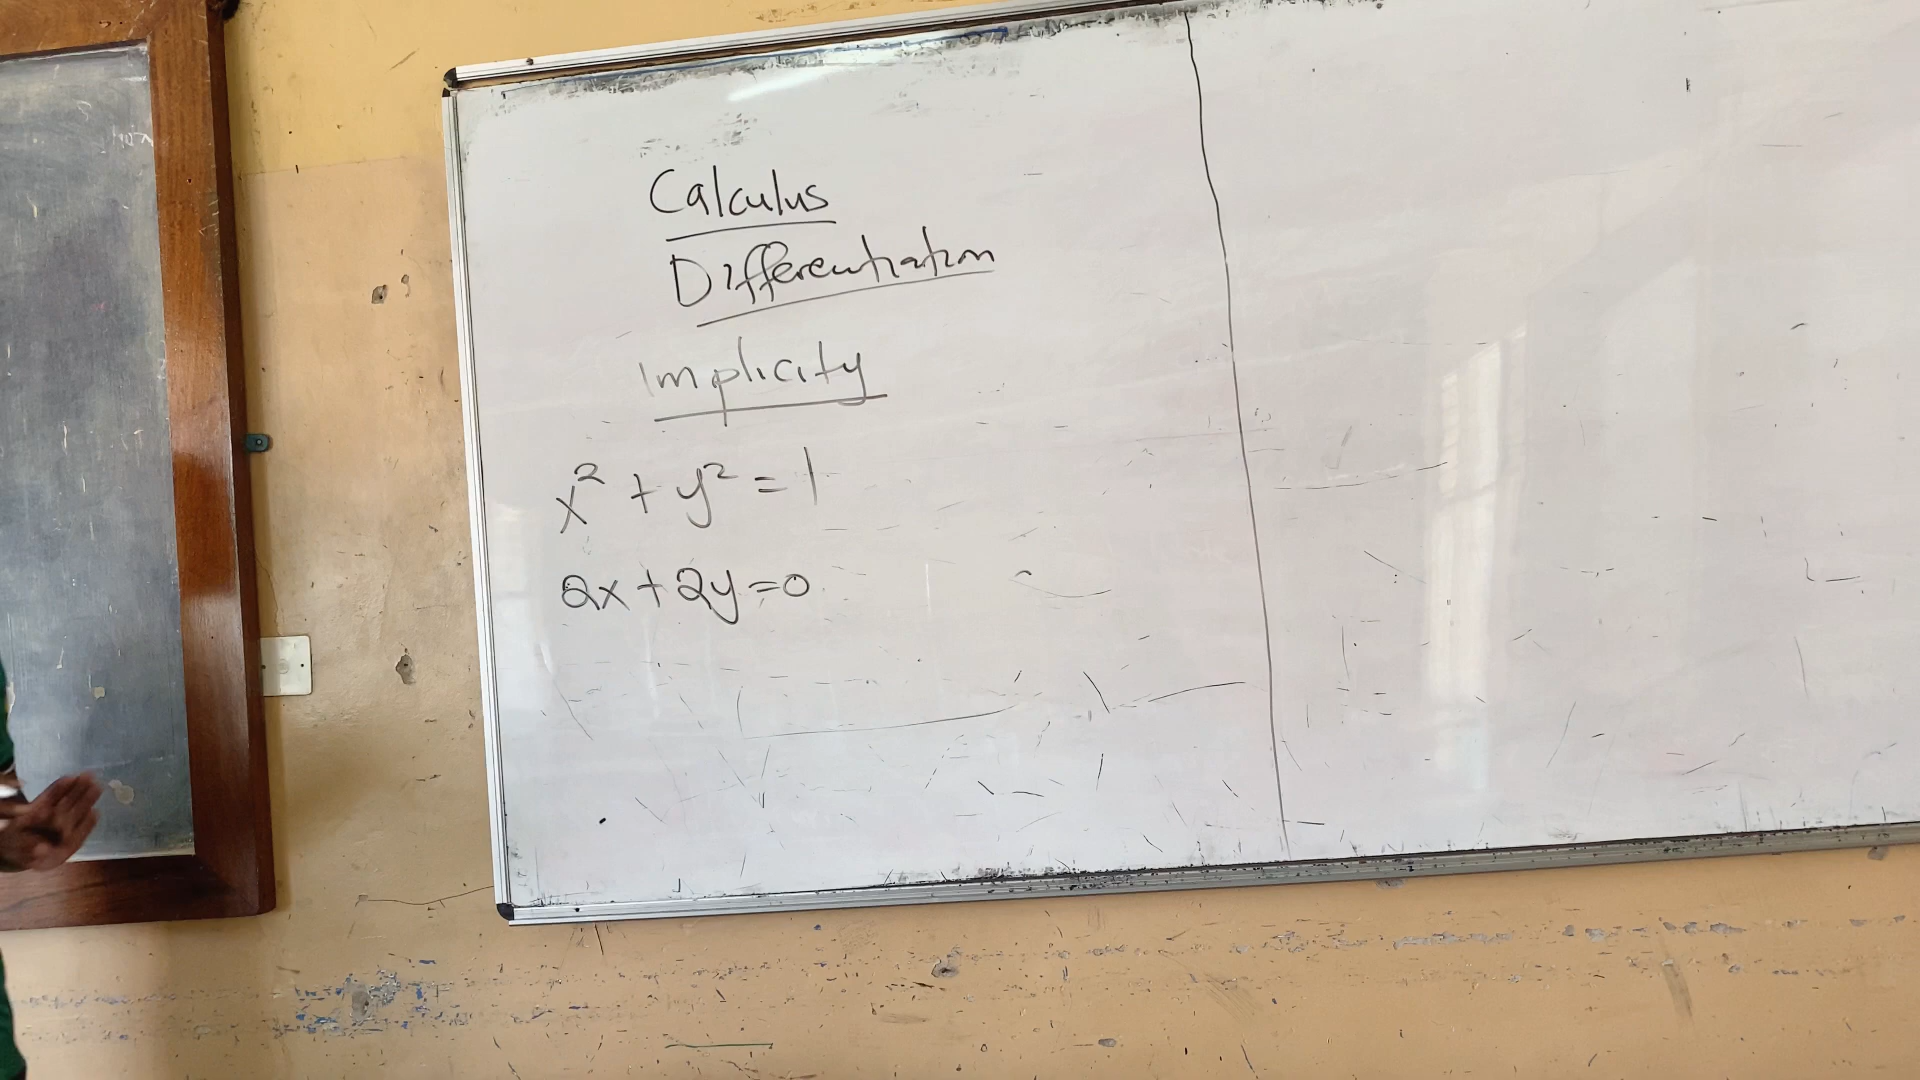 Calculus
Differentiation
Implicity
x² + y² = 1
2x + 2y = 0